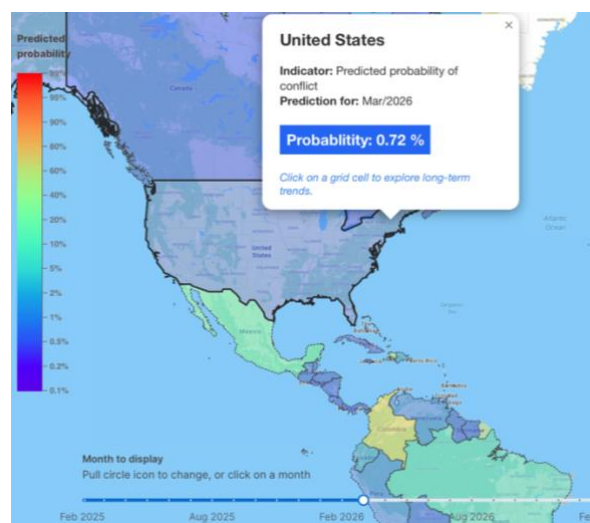 Predicted
probability
99%
95%
90%
80%
60%
40%
20%
10%
5%
2%
1%
0.5%
0.2%
0.1%
×
United States
Indicator: Predicted probability of
conflict
Prediction for: Mar/2026
Probablitity: 0.72 %
Click on a grid cell to explore long-term
trends.
Canada
United
States
Atlantic
Ocean
Mexico
Colombia
Month to display
Pull circle icon to change, or click on a month
Feb 2025
Aug 2025
Feb 2026
Aug 2026
Fe